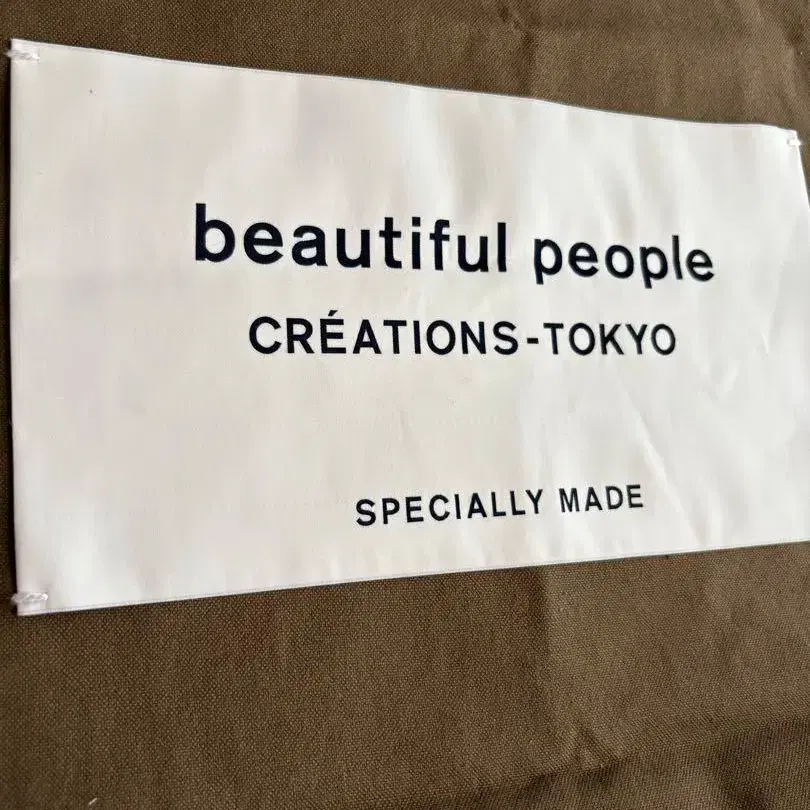 beautiful people
CRÉATIONS-TOKYO
SPECIALLY MADE